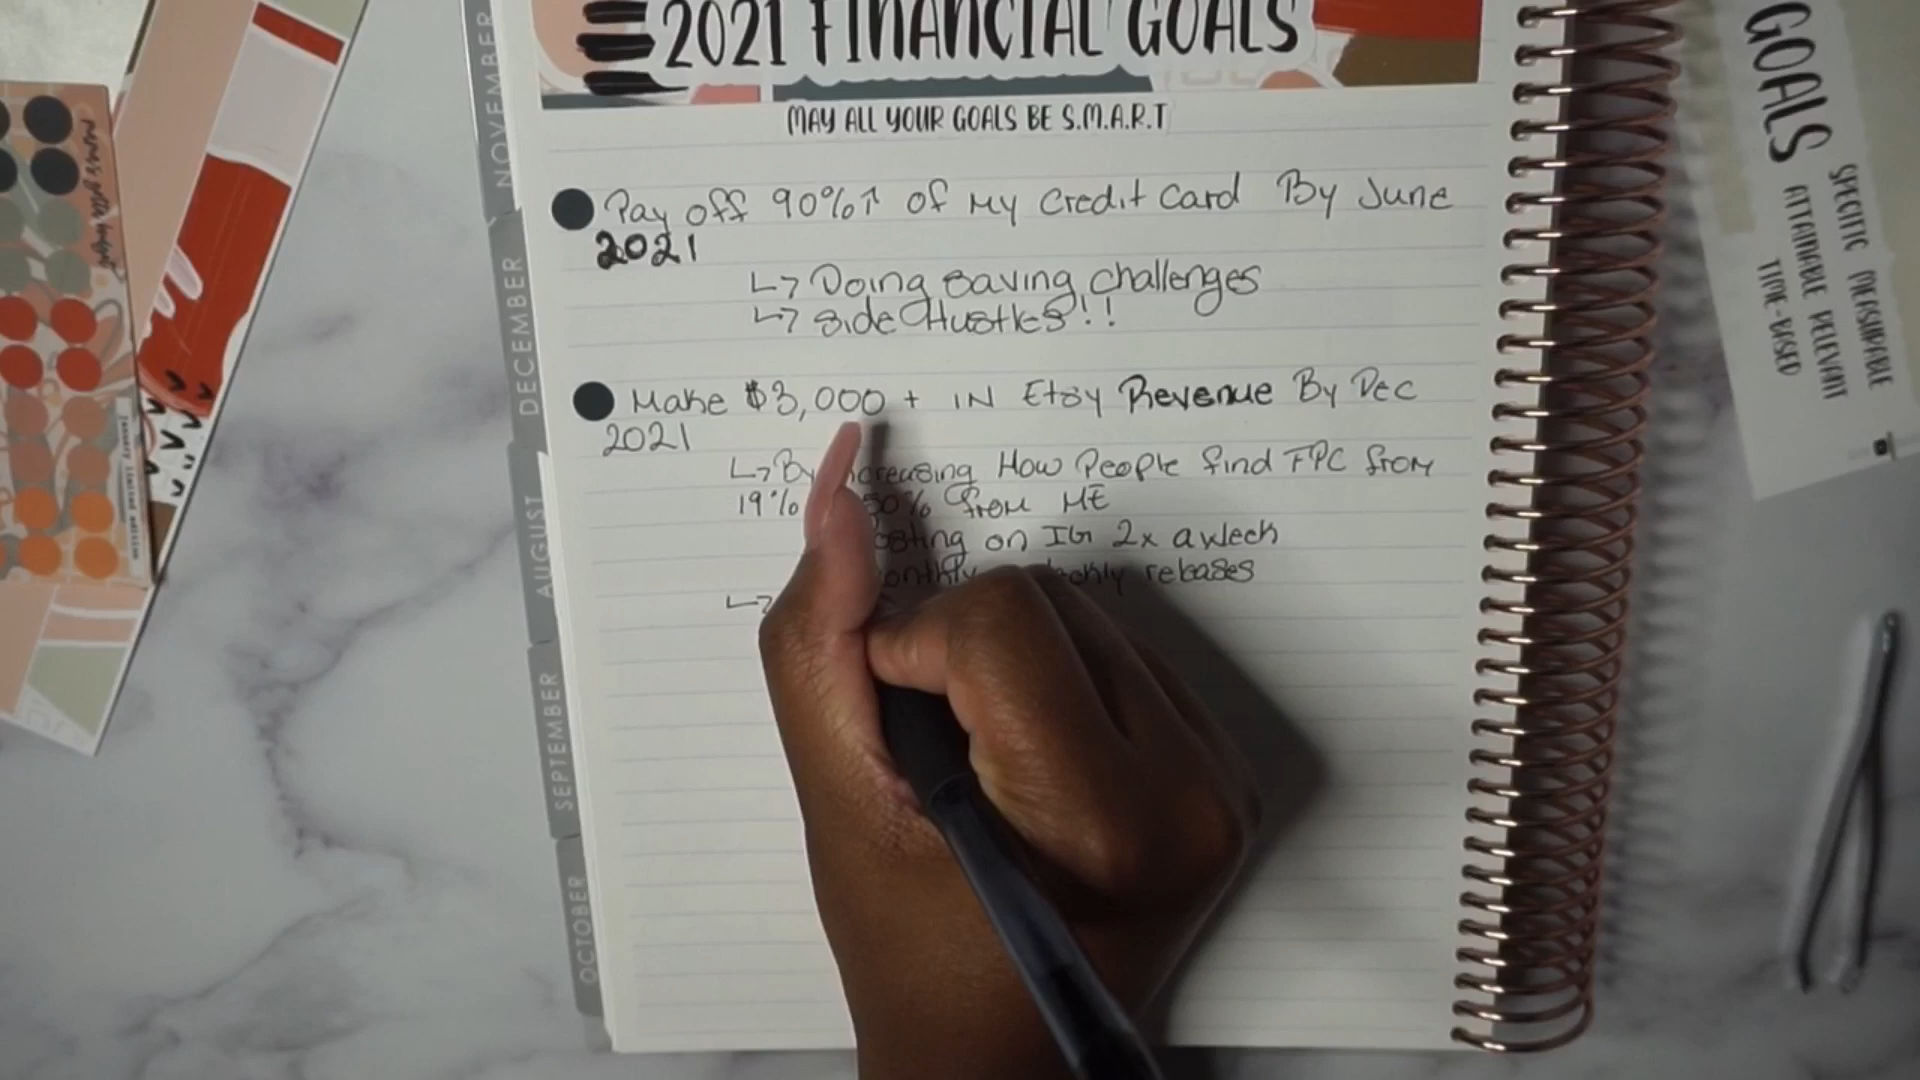 2021 FINANCIAL GOALS
MAY ALL YOUR GOALS BE S.M.A.R.T
Pay off 90%↑ of My Credit Card By June
2021
↳ Doing saving challenges
↳ side Hustles!!
Make $3,000+ IN Etsy Revenue By Dec
2021
↳ By increasing How People find FPC from
19% 50% from ME
Posting on IG 2x a week
releases
↳
NOVEMBER
DECEMBER
AUGUST
SEPTEMBER
OCTOBER
GOALS
SPECIFIC MEASURABLE
ATTAINABLE RELEVANT
TIME-BASED